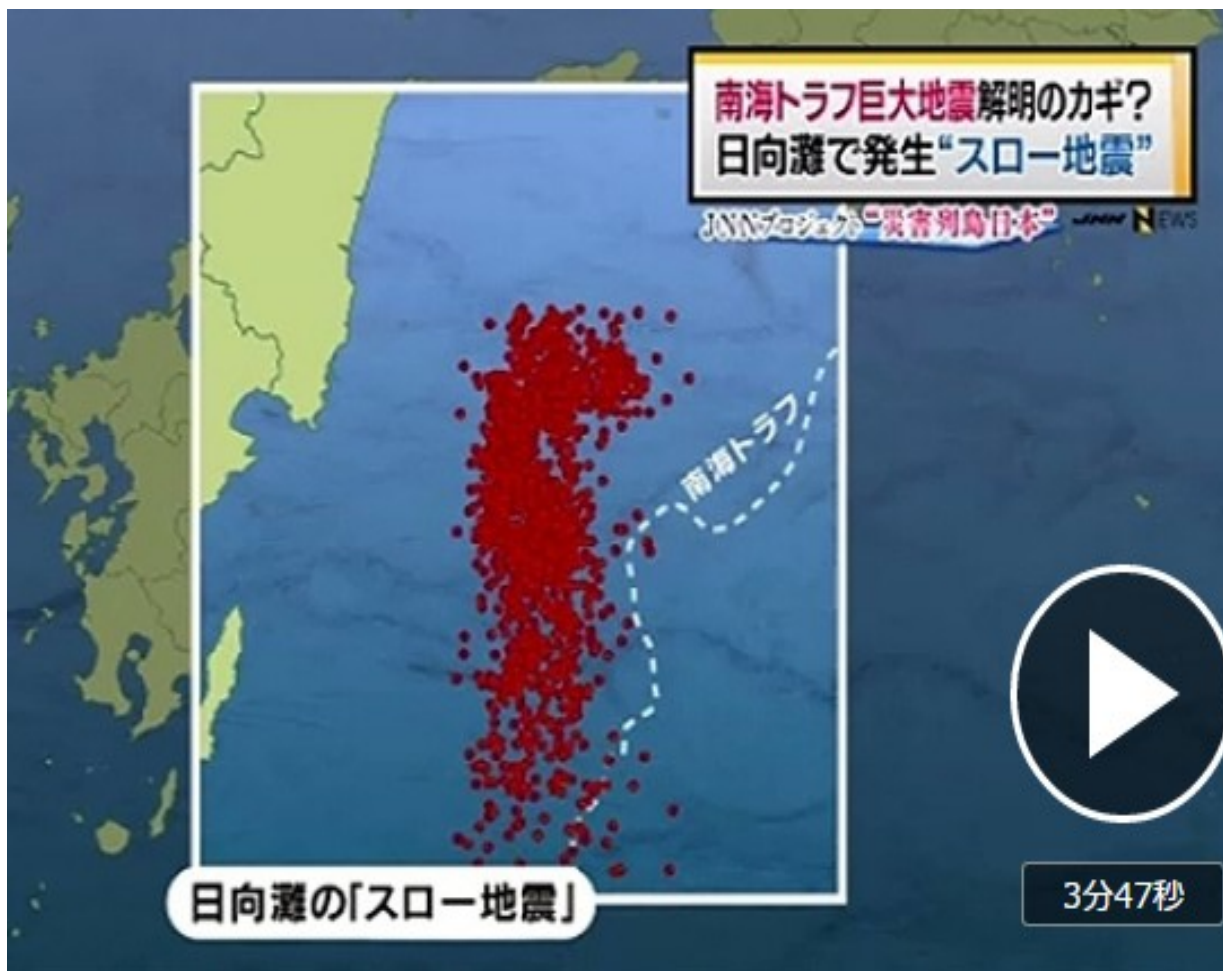 南海トラフ巨大地震解明のカギ？
日向灘で発生“スロー地震”
JNNプロジェクト“災害列島日本” JNN NEWS
南海トラフ
日向灘の「スロー地震」
3分47秒